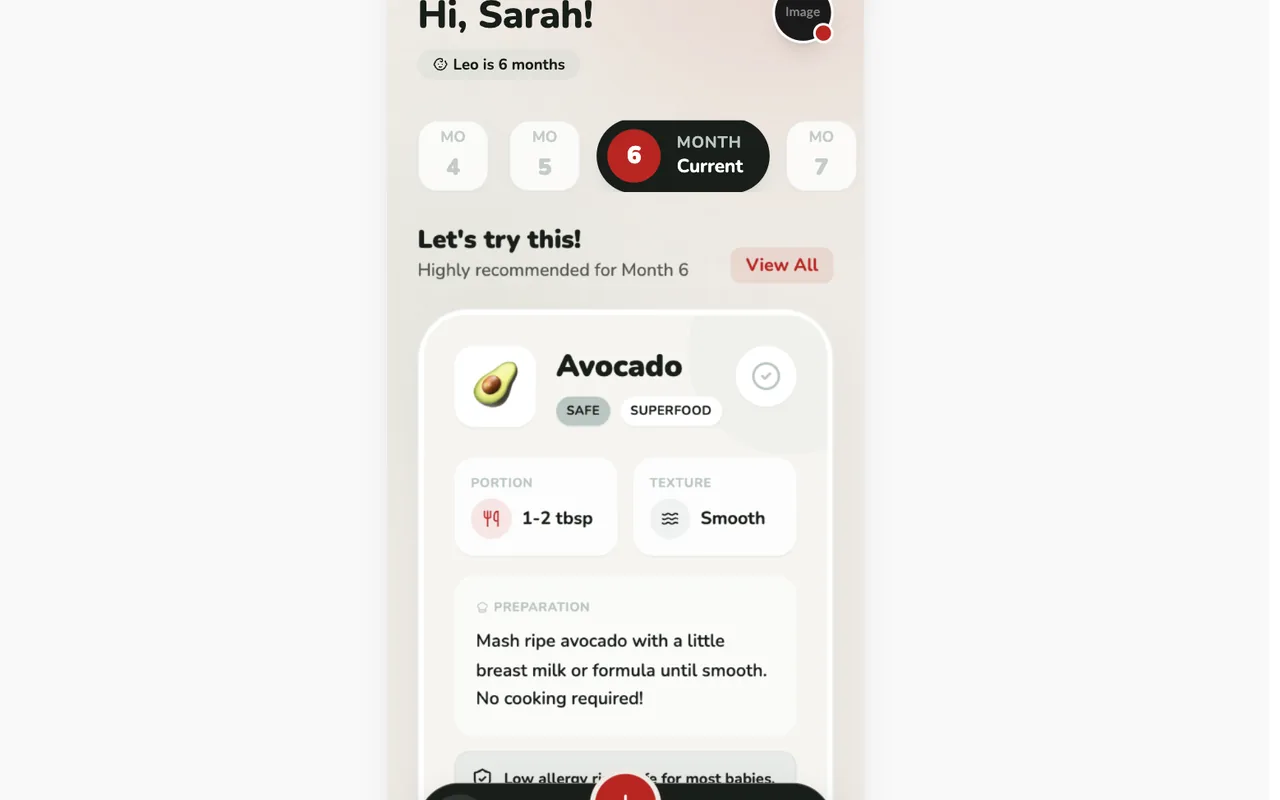 Hi, Sarah!
Image
Leo is 6 months
MO
4
MO
5
6
MONTH
Current
MO
7
Let's try this!
Highly recommended for Month 6
View All
Avocado
SAFE
SUPERFOOD
PORTION
1-2 tbsp
TEXTURE
Smooth
PREPARATION
Mash ripe avocado with a little
breast milk or formula until smooth.
No cooking required!
Low allergy for most babies.